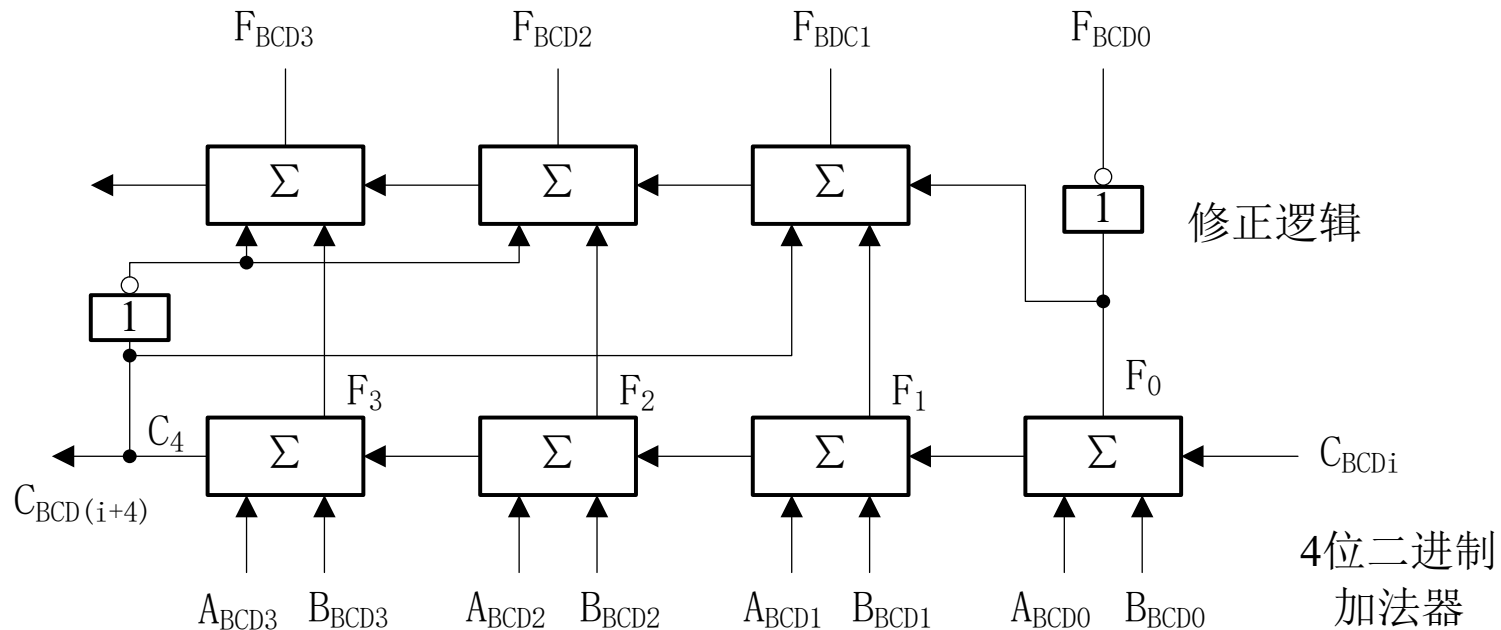 F_BCD3 F_BCD2 F_BDC1 F_BCD0
Σ Σ Σ 1 修正逻辑
1
F_3 F_2 F_1 F_0
C_4 Σ Σ Σ Σ C_BCDi
C_BCD(i+4)
4位二进制
加法器
A_BCD3 B_BCD3 A_BCD2 B_BCD2 A_BCD1 B_BCD1 A_BCD0 B_BCD0